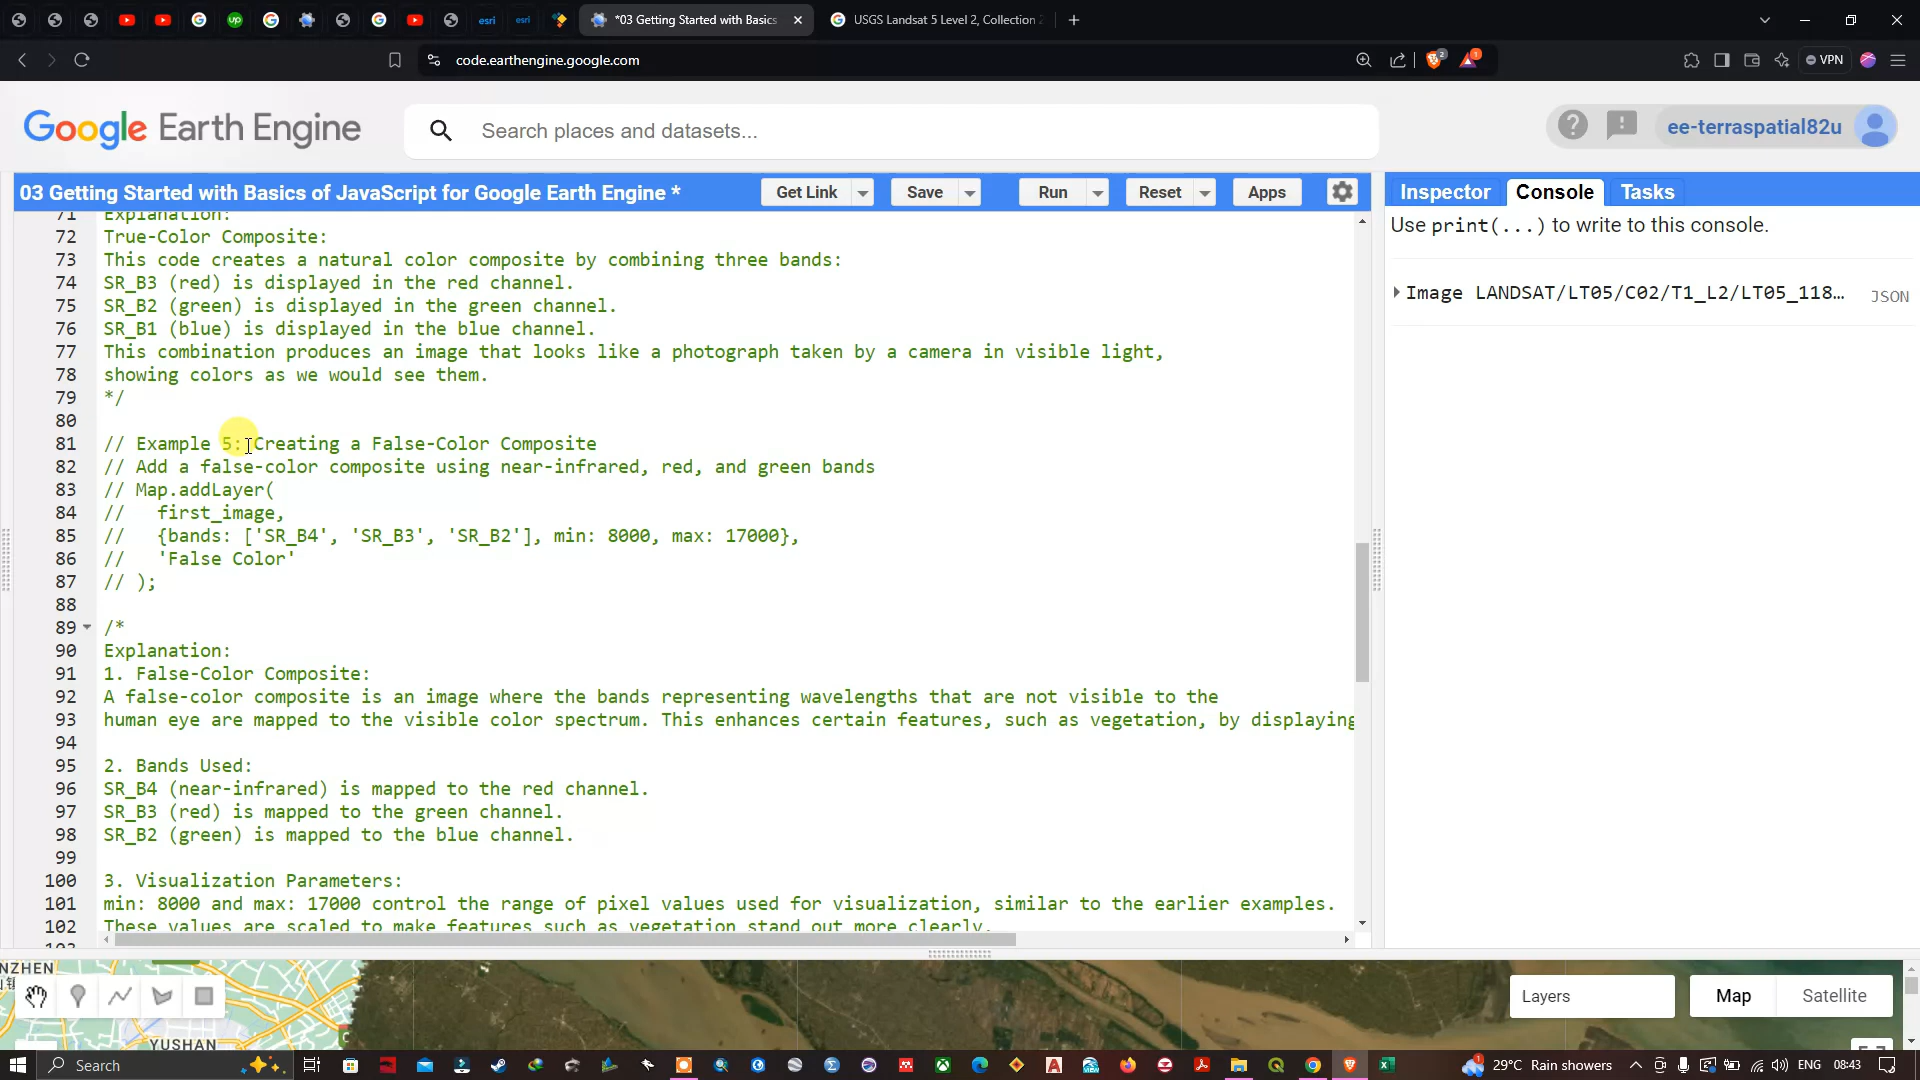 *03 Getting Started with Basics
USGS Landsat 5 Level 2, Collection 2
code.earthengine.google.com
VPN
Google Earth Engine
Search places and datasets...
ee-terraspatial82u
03 Getting Started with Basics of JavaScript for Google Earth Engine *
Get Link
Save
Run
Reset
Apps
Inspector
Console
Tasks
Use print(...) to write to this console.
Image LANDSAT/LT05/C02/T1_L2/LT05_118...
JSON
71 Explanation:
72 True-Color Composite:
73 This code creates a natural color composite by combining three bands:
74 SR_B3 (red) is displayed in the red channel.
75 SR_B2 (green) is displayed in the green channel.
76 SR_B1 (blue) is displayed in the blue channel.
77 This combination produces an image that looks like a photograph taken by a camera in visible light,
78 showing colors as we would see them.
79 */
80
81 // Example 5: Creating a False-Color Composite
82 // Add a false-color composite using near-infrared, red, and green bands
83 // Map.addLayer(
84 //   first_image,
85 //   {bands: ['SR_B4', 'SR_B3', 'SR_B2'], min: 8000, max: 17000},
86 //   'False Color'
87 // );
88
89 /*
90 Explanation:
91 1. False-Color Composite:
92 A false-color composite is an image where the bands representing wavelengths that are not visible to the
93 human eye are mapped to the visible color spectrum. This enhances certain features, such as vegetation, by displaying
94
95 2. Bands Used:
96 SR_B4 (near-infrared) is mapped to the red channel.
97 SR_B3 (red) is mapped to the green channel.
98 SR_B2 (green) is mapped to the blue channel.
99
100 3. Visualization Parameters:
101 min: 8000 and max: 17000 control the range of pixel values used for visualization, similar to the earlier examples.
102 These values are scaled to make features such as vegetation stand out more clearly.
NZHEN
YUSHAN
Layers
Map
Satellite
Search
29°C Rain showers
ENG
08:43